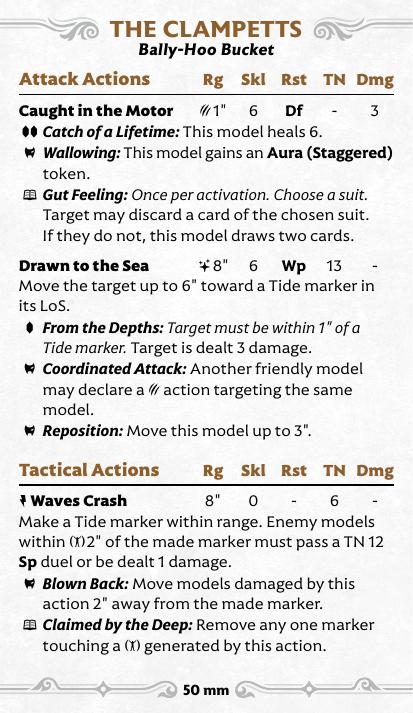 THE CLAMPETTS
Bally-Hoo Bucket
Attack Actions Rg Skl Rst TN Dmg
Caught in the Motor 1" 6 Df - 3
Catch of a Lifetime: This model heals 6.
Wallowing: This model gains an Aura (Staggered)
token.
Gut Feeling: Once per activation. Choose a suit.
Target may discard a card of the chosen suit.
If they do not, this model draws two cards.
Drawn to the Sea 8" 6 Wp 13 -
Move the target up to 6" toward a Tide marker in
its LoS.
From the Depths: Target must be within 1" of a
Tide marker. Target is dealt 3 damage.
Coordinated Attack: Another friendly model
may declare a action targeting the same
model.
Reposition: Move this model up to 3".
Tactical Actions Rg Skl Rst TN Dmg
Waves Crash 8" 0 - 6 -
Make a Tide marker within range. Enemy models
within 2" of the made marker must pass a TN 12
Sp duel or be dealt 1 damage.
Blown Back: Move models damaged by this
action 2" away from the made marker.
Claimed by the Deep: Remove any one marker
touching a generated by this action.
50 mm